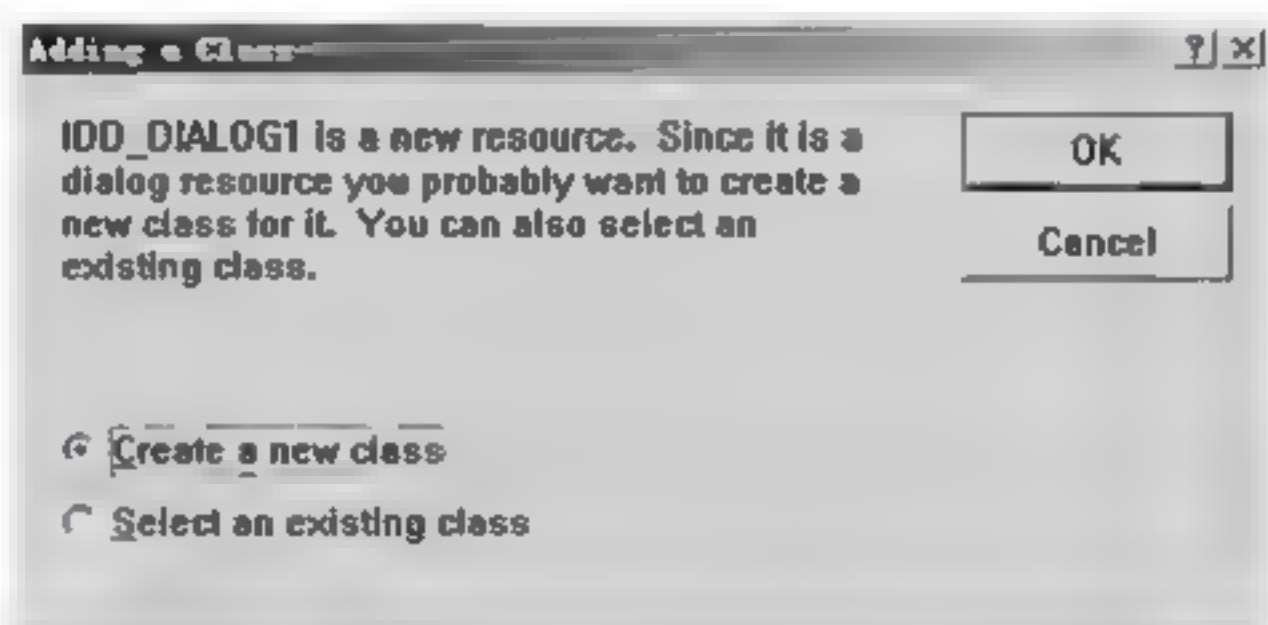 Adding a Class
IDD_DIALOG1 is a new resource.  Since it is a
dialog resource you probably want to create a
new class for it.  You can also select an
existing class.
OK
Cancel
Create a new class
Select an existing class